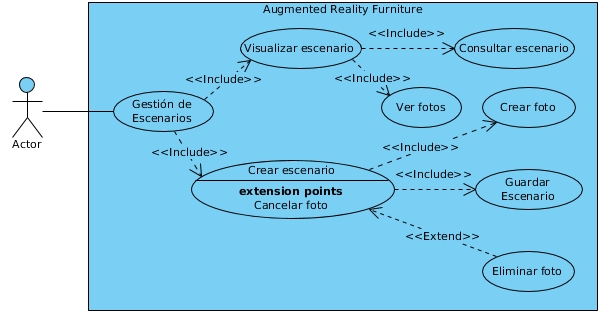 Augmented Reality Furniture
<<Include>>
Visualizar escenario
Consultar escenario
<<Include>>
<<Include>>
Gestión de
Escenarios
Ver fotos
Crear foto
Actor
<<Include>>
<<Include>>
Crear escenario
<<Include>>
extension points
Cancelar foto
Guardar
Escenario
<<Extend>>
Eliminar foto